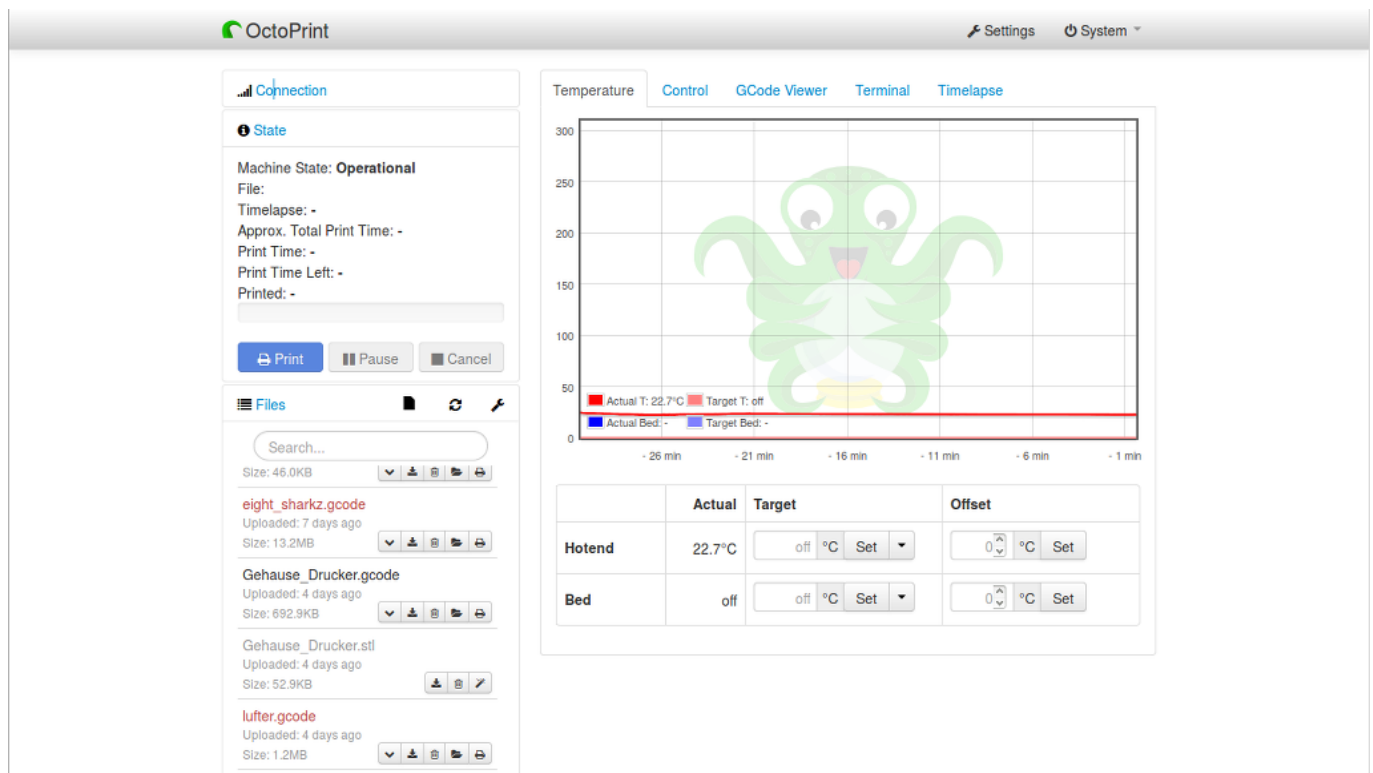 OctoPrint
Settings
System
Connection
State
Machine State: Operational
File:
Timelapse: -
Approx. Total Print Time: -
Print Time: -
Print Time Left: -
Printed: -
Print
Pause
Cancel
Files
Search...
Size: 46.0KB
eight_sharkz.gcode
Uploaded: 7 days ago
Size: 13.2MB
Gehause_Drucker.gcode
Uploaded: 4 days ago
Size: 692.9KB
Gehause_Drucker.stl
Uploaded: 4 days ago
Size: 52.9KB
lufter.gcode
Uploaded: 4 days ago
Size: 1.2MB
Temperature Control GCode Viewer Terminal Timelapse
300
250
200
150
100
50
0
Actual T: 22.7°C Target T: off
Actual Bed: - Target Bed: -
- 26 min - 21 min - 16 min - 11 min - 6 min - 1 min
Actual Target Offset
Hotend 22.7°C off °C Set 0 °C Set
Bed off off °C Set 0 °C Set